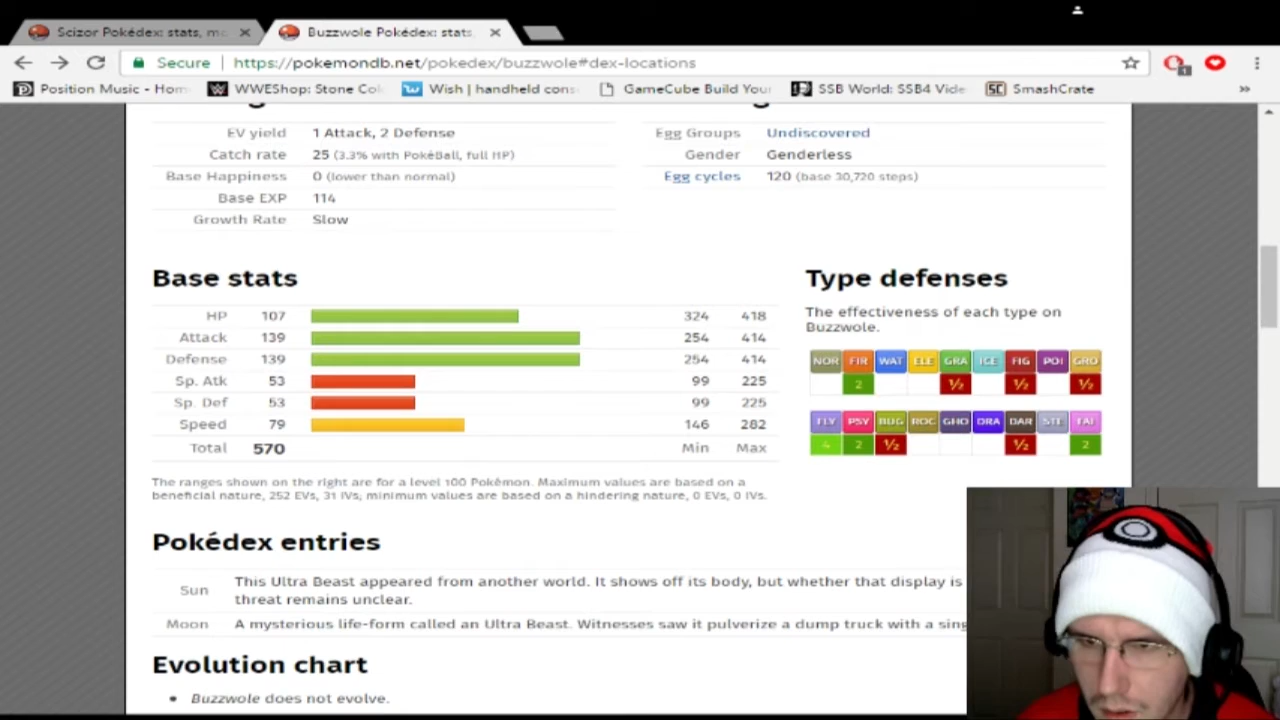 Scizor Pokédex: stats, m
Buzzwole Pokédex: stats,
Secure
https://pokemondb.net/pokedex/buzzwole#dex-locations
Position Music - Hom
WWEShop: Stone Col
Wish | handheld cons
GameCube Build Your
SSB World: SSB4 Vide
SC SmashCrate
»
EV yield 1 Attack, 2 Defense
Catch rate 25 (3.3% with PokéBall, full HP)
Base Happiness 0 (lower than normal)
Base EXP 114
Growth Rate Slow
Egg Groups Undiscovered
Gender Genderless
Egg cycles 120 (base 30,720 steps)
Base stats
HP 107 324 418
Attack 139 254 414
Defense 139 254 414
Sp. Atk 53 99 225
Sp. Def 53 99 225
Speed 79 146 282
Total 570 Min Max
The ranges shown on the right are for a level 100 Pokémon. Maximum values are based on a
beneficial nature, 252 EVs, 31 IVs; minimum values are based on a hindering nature, 0 EVs, 0 IVs.
Type defenses
The effectiveness of each type on
Buzzwole.
NOR FIR WAT ELE GRA ICE FIG POI GRO
2 ½ ½ ½
FLY PSY BUG ROC GHO DRA DAR STE FAI
4 2 ½ ½ 2
Pokédex entries
Sun This Ultra Beast appeared from another world. It shows off its body, but whether that display is
threat remains unclear.
Moon A mysterious life-form called an Ultra Beast. Witnesses saw it pulverize a dump truck with a sing
Evolution chart
• Buzzwole does not evolve.